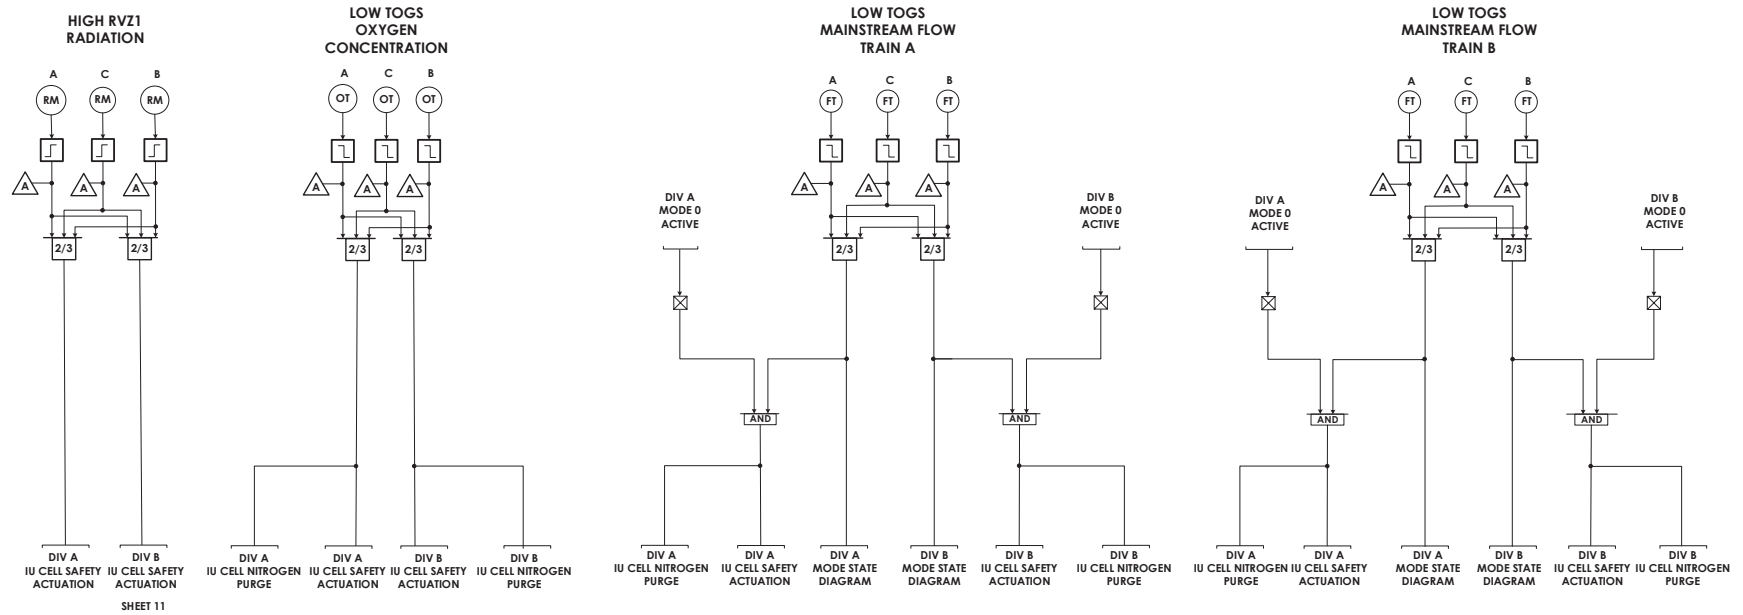 HIGH RVZ1
RADIATION
LOW TOGS
OXYGEN
CONCENTRATION
LOW TOGS
MAINSTREAM FLOW
TRAIN A
LOW TOGS
MAINSTREAM FLOW
TRAIN B
A C B
A C B
A C B
A C B
RM RM RM
OT OT OT
FT FT FT
FT FT FT
A A A
A A A
A A A
A A A
DIV A
MODE 0
ACTIVE
DIV B
MODE 0
ACTIVE
DIV A
MODE 0
ACTIVE
DIV B
MODE 0
ACTIVE
2/3 2/3
2/3 2/3
2/3 2/3
2/3 2/3
AND
AND
AND
AND
DIV A
IU CELL SAFETY
ACTUATION
DIV B
IU CELL SAFETY
ACTUATION
DIV A
IU CELL NITROGEN
PURGE
DIV A
IU CELL SAFETY
ACTUATION
DIV B
IU CELL SAFETY
ACTUATION
DIV B
IU CELL NITROGEN
PURGE
DIV A
IU CELL NITROGEN
PURGE
DIV A
IU CELL SAFETY
ACTUATION
DIV A
MODE STATE
DIAGRAM
DIV B
MODE STATE
DIAGRAM
DIV B
IU CELL SAFETY
ACTUATION
DIV B
IU CELL NITROGEN
PURGE
DIV A
IU CELL NITROGEN
PURGE
DIV A
IU CELL SAFETY
ACTUATION
DIV A
MODE STATE
DIAGRAM
DIV B
MODE STATE
DIAGRAM
DIV B
IU CELL SAFETY
ACTUATION
DIV B
IU CELL NITROGEN
PURGE
SHEET 11